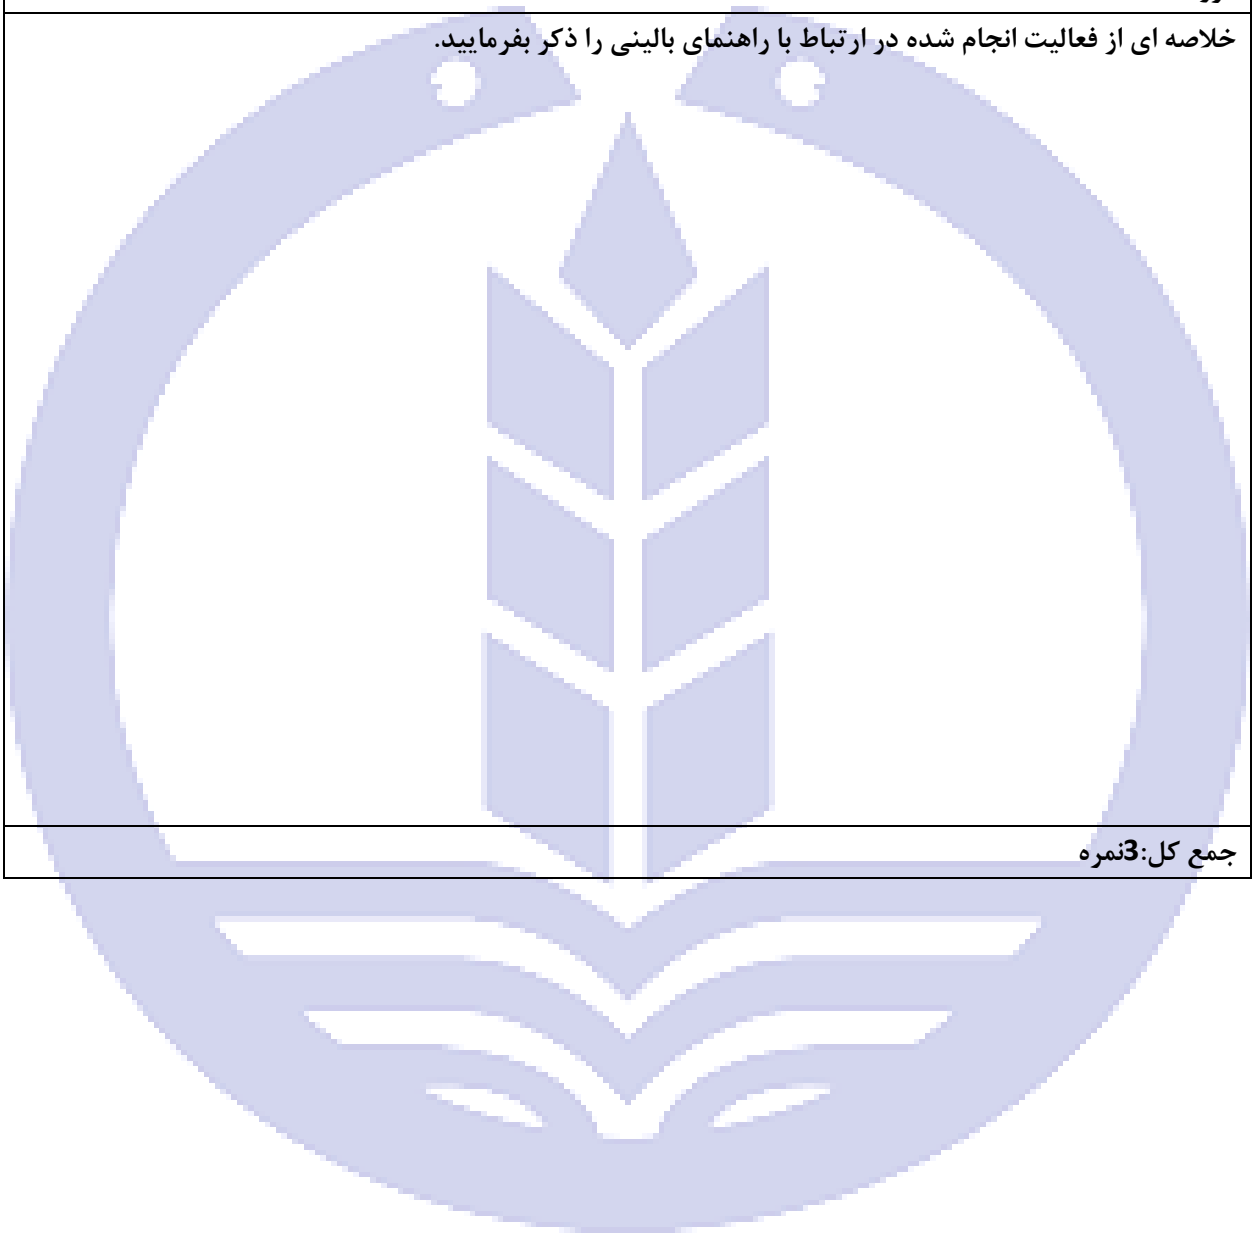 خلاصه ای از فعالیت انجام شده در ارتباط با راهنمای بالینی را ذکر بفرمایید.
جمع کل:3نمره